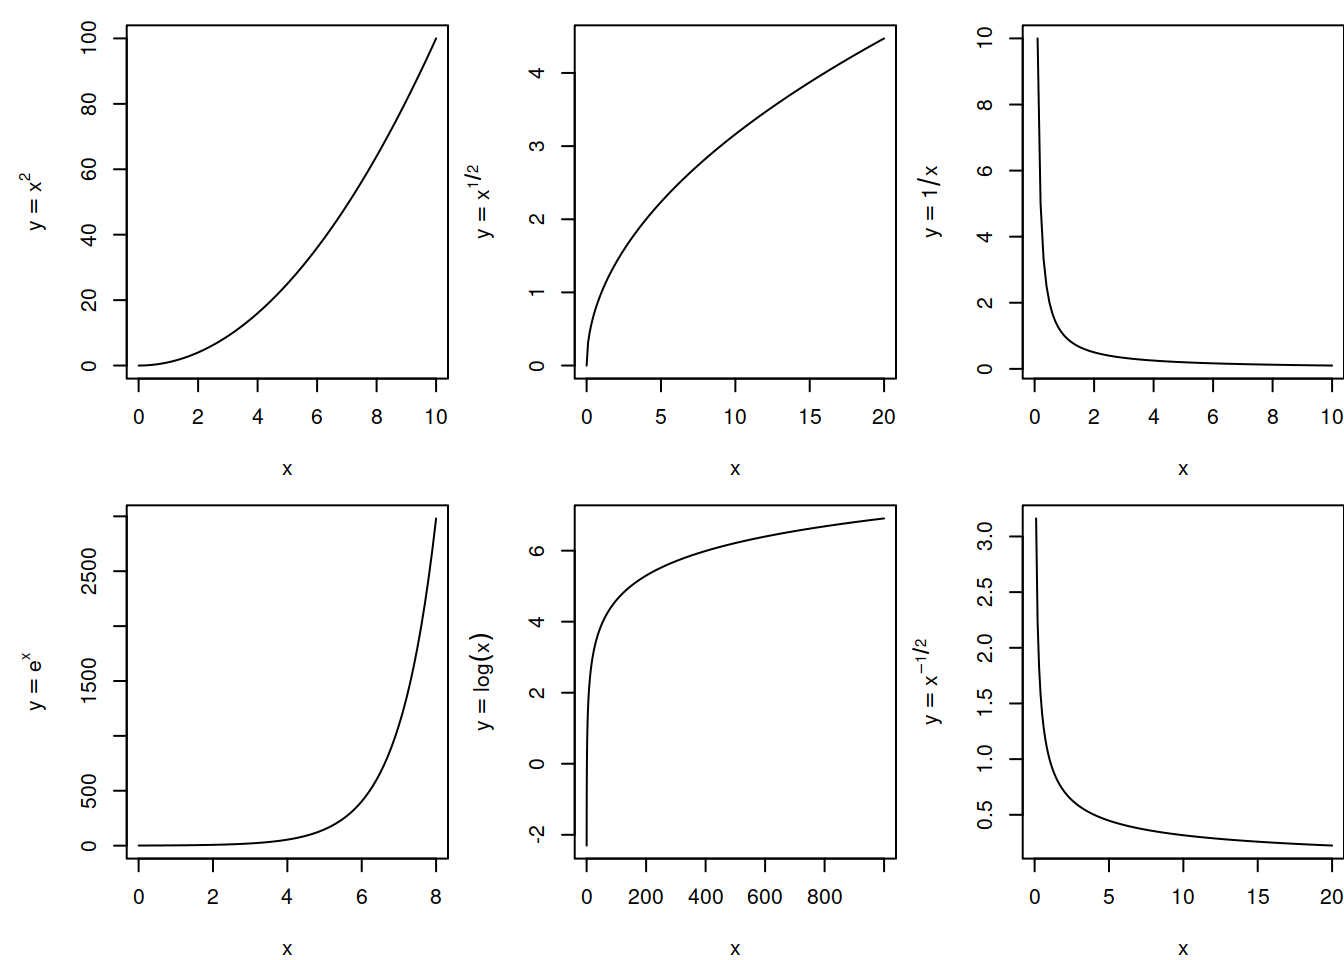 y = x^2
100
80
60
40
20
0
0 2 4 6 8 10
x
y = x^1/2
4
3
2
1
0
0 5 10 15 20
x
y = 1/x
10
8
6
4
2
0
0 2 4 6 8 10
x
y = e^x
2500
1500
500
0
0 2 4 6 8
x
y = log(x)
6
4
2
0
-2
0 200 400 600 800
x
y = x^−1/2
3.0
2.5
2.0
1.5
1.0
0.5
0 5 10 15 20
x